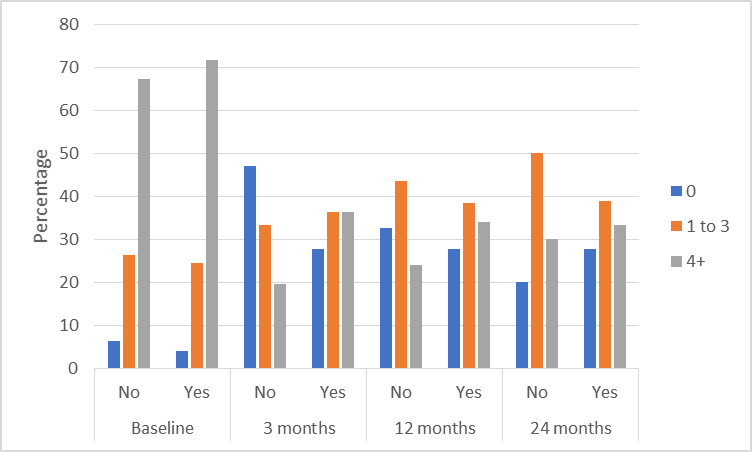 80
70
60
50
40
30
20
10
0
Percentage
No Yes No Yes No Yes No Yes
Baseline 3 months 12 months 24 months
0
1 to 3
4+